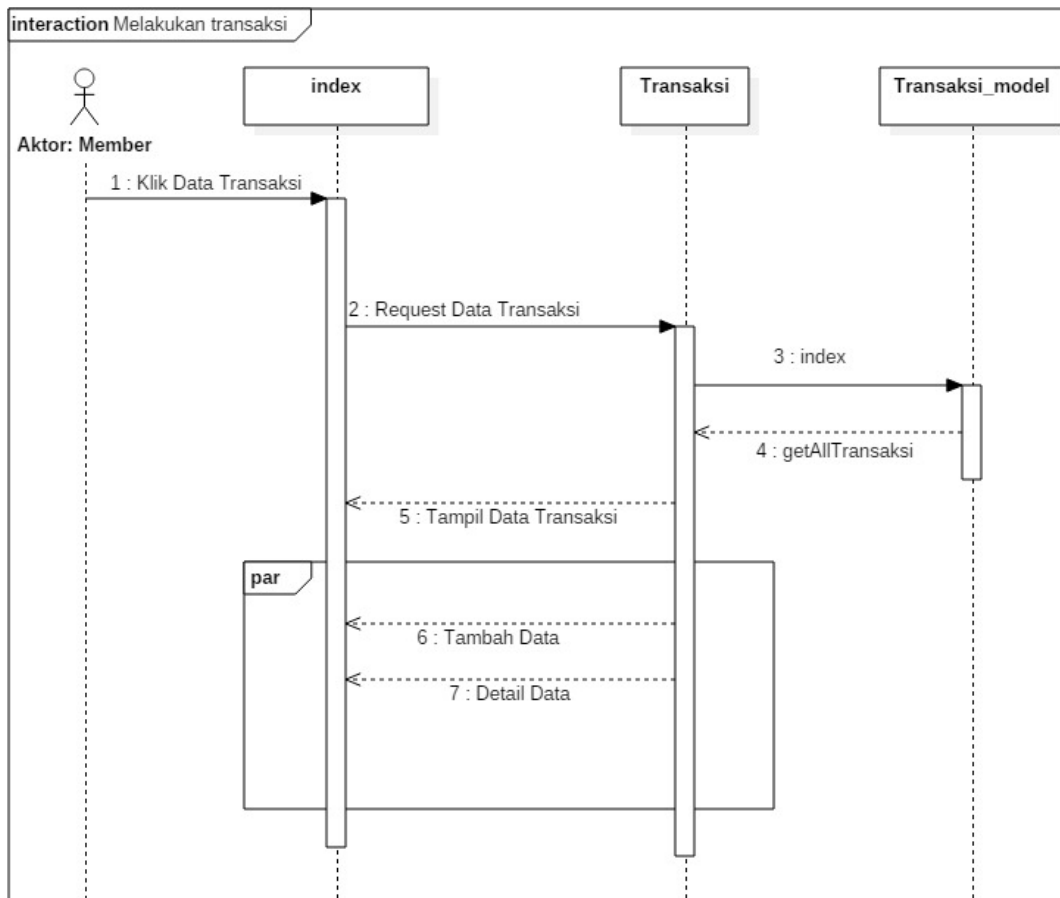 interaction Melakukan transaksi
index
Transaksi
Transaksi_model
Aktor: Member
1 : Klik Data Transaksi
2 : Request Data Transaksi
3 : index
4 : getAllTransaksi
5 : Tampil Data Transaksi
par
6 : Tambah Data
7 : Detail Data